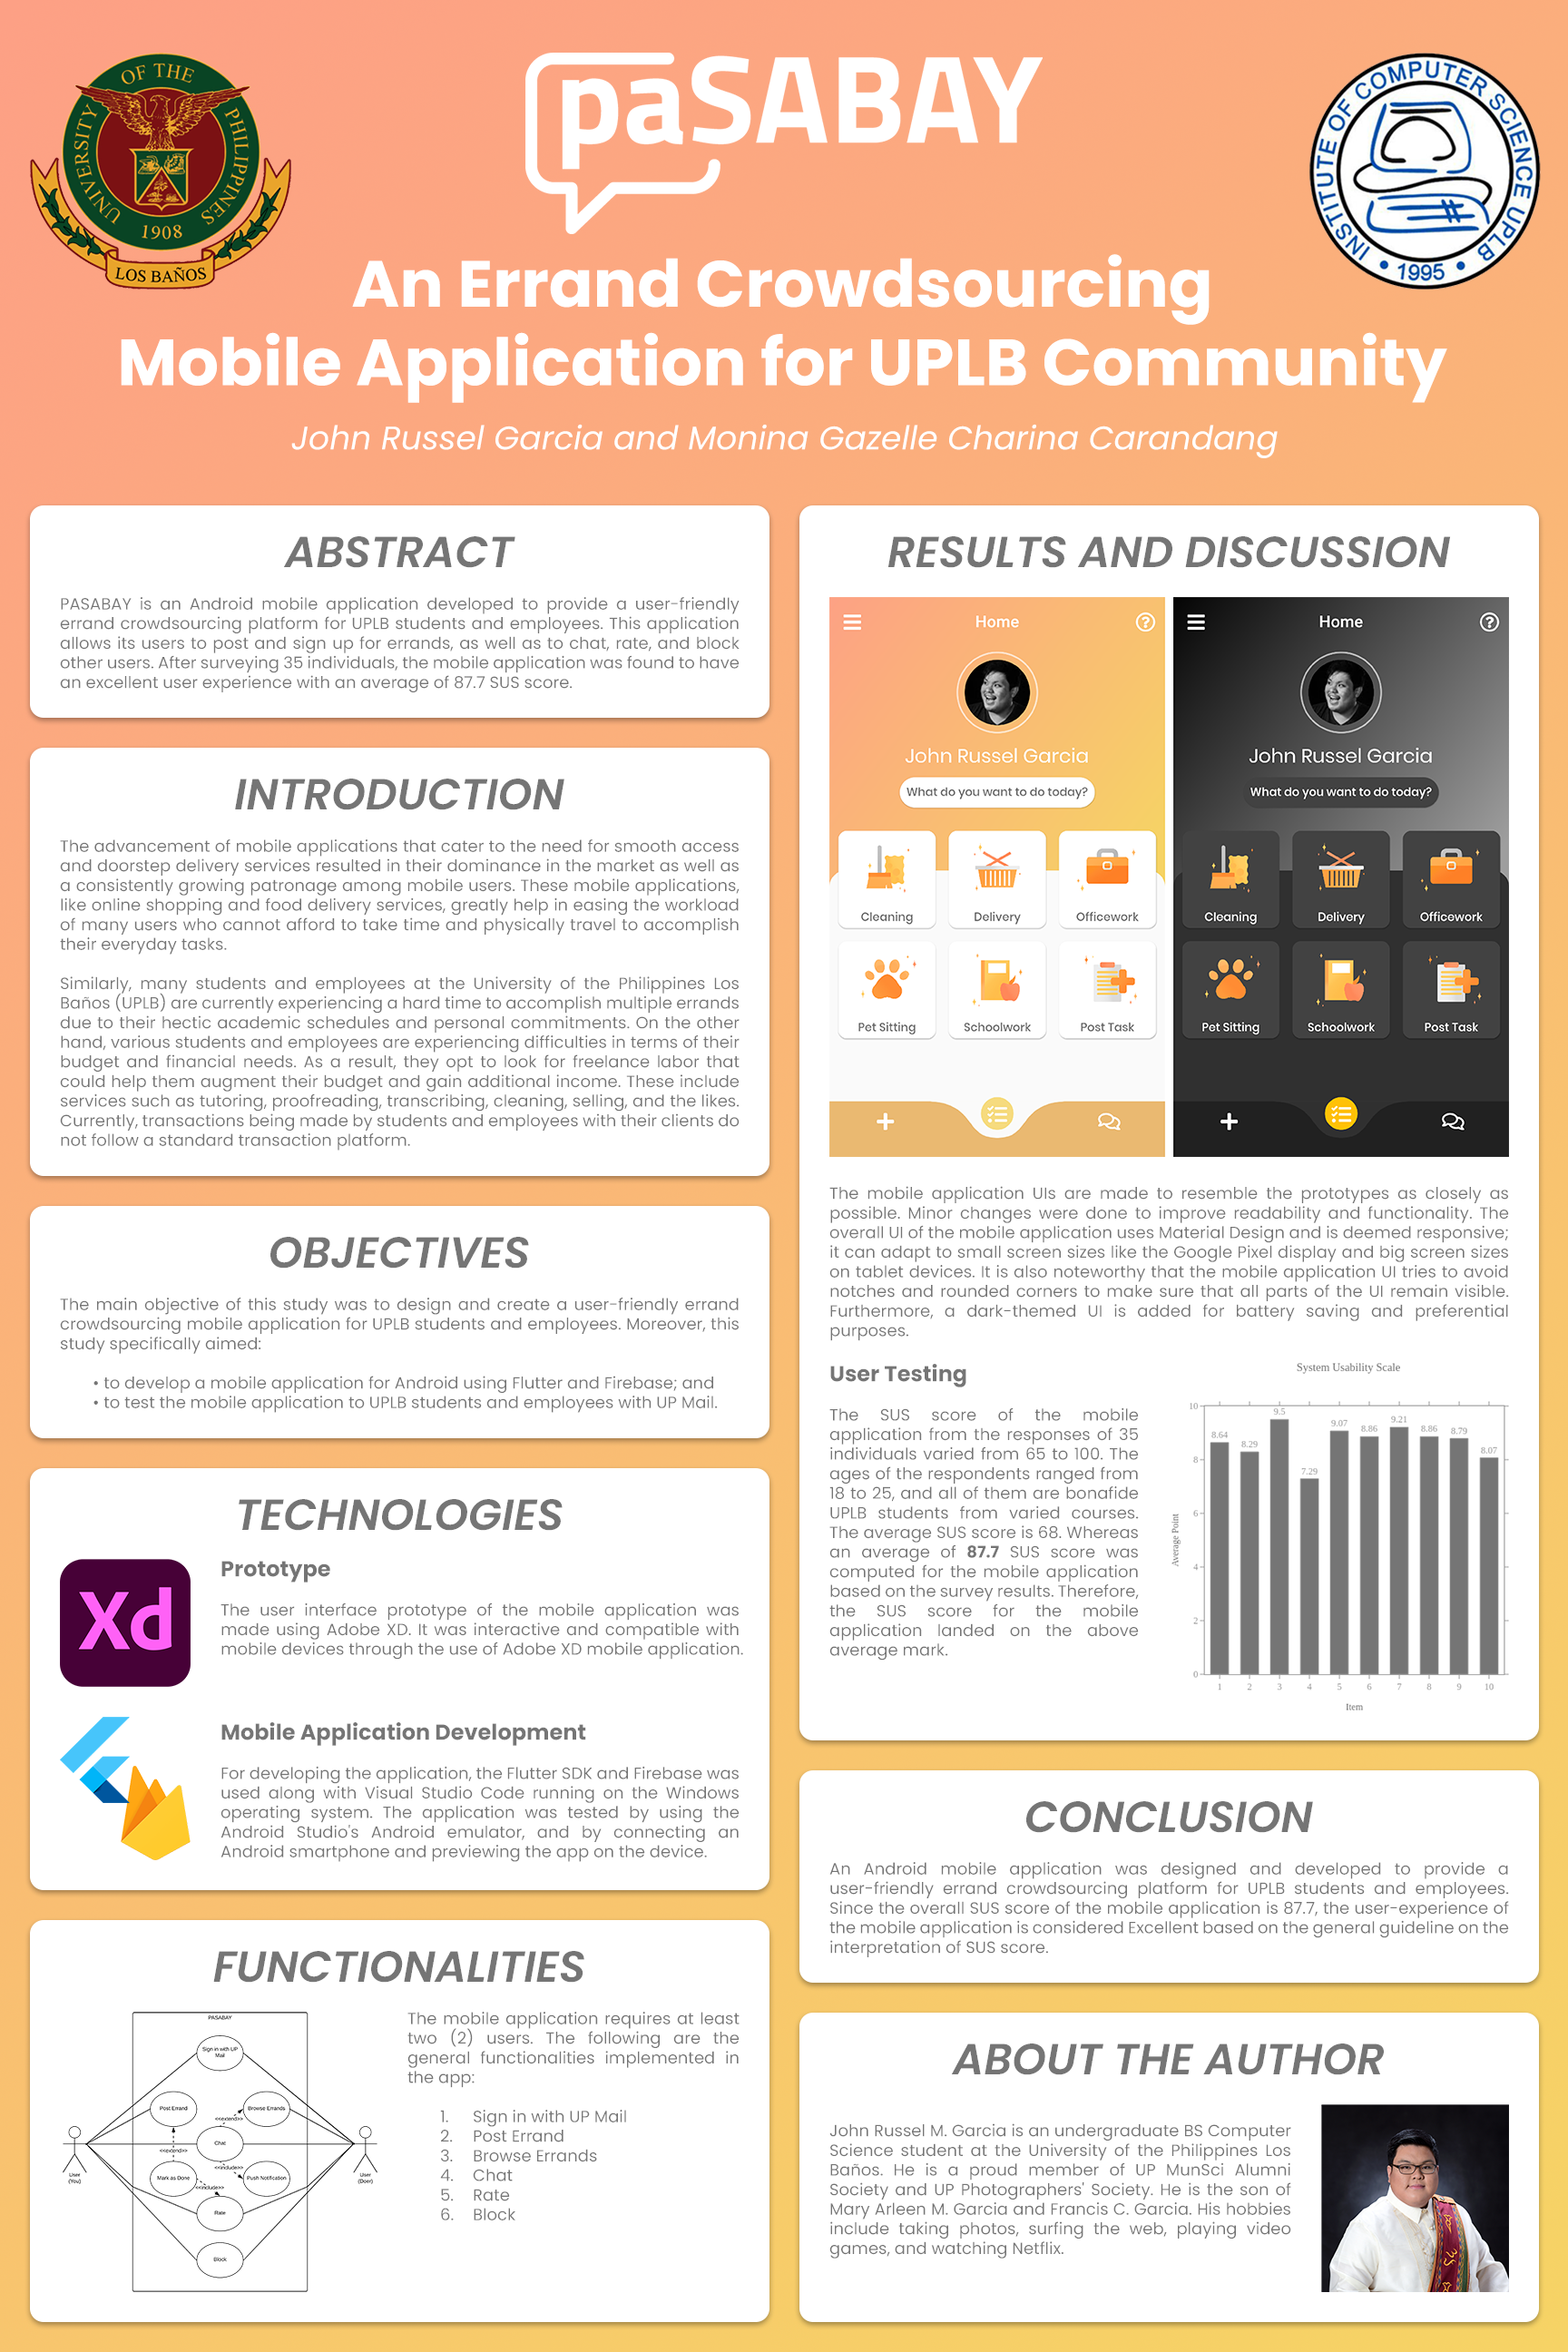 UNIVERSITY OF THE PHILIPPINES
1908
LOS BAÑOS
paSABAY
INSTITUTE OF COMPUTER SCIENCE UPLB
• 1995 •
An Errand Crowdsourcing
Mobile Application for UPLB Community
John Russel Garcia and Monina Gazelle Charina Carandang
ABSTRACT
PASABAY is an Android mobile application developed to provide a user-friendly
errand crowdsourcing platform for UPLB students and employees. This application
allows its users to post and sign up for errands, as well as to chat, rate, and block
other users. After surveying 35 individuals, the mobile application was found to have
an excellent user experience with an average of 87.7 SUS score.
INTRODUCTION
The advancement of mobile applications that cater to the need for smooth access
and doorstep delivery services resulted in their dominance in the market as well as
a consistently growing patronage among mobile users. These mobile applications,
like online shopping and food delivery services, greatly help in easing the workload
of many users who cannot afford to take time and physically travel to accomplish
their everyday tasks.
Similarly, many students and employees at the University of the Philippines Los
Baños (UPLB) are currently experiencing a hard time to accomplish multiple errands
due to their hectic academic schedules and personal commitments. On the other
hand, various students and employees are experiencing difficulties in terms of their
budget and financial needs. As a result, they opt to look for freelance labor that
could help them augment their budget and gain additional income. These include
services such as tutoring, proofreading, transcribing, cleaning, selling, and the likes.
Currently, transactions being made by students and employees with their clients do
not follow a standard transaction platform.
OBJECTIVES
The main objective of this study was to design and create a user-friendly errand
crowdsourcing mobile application for UPLB students and employees. Moreover, this
study specifically aimed:
• to develop a mobile application for Android using Flutter and Firebase; and
• to test the mobile application to UPLB students and employees with UP Mail.
TECHNOLOGIES
Xd
Prototype
The user interface prototype of the mobile application was
made using Adobe XD. It was interactive and compatible with
mobile devices through the use of Adobe XD mobile application.
Mobile Application Development
For developing the application, the Flutter SDK and Firebase was
used along with Visual Studio Code running on the Windows
operating system. The application was tested by using the
Android Studio's Android emulator, and by connecting an
Android smartphone and previewing the app on the device.
FUNCTIONALITIES
PASABAY
Sign in with UP
Mail
Post Errand
Browse Errands
<<extend>>
Chat
<<extend>>
<<include>>
Mark as Done
Push Notification
<<include>>
Rate
Block
User
(You)
User
(Doer)
The mobile application requires at least
two (2) users. The following are the
general functionalities implemented in
the app:
1. Sign in with UP Mail
2. Post Errand
3. Browse Errands
4. Chat
5. Rate
6. Block
RESULTS AND DISCUSSION
Home
John Russel Garcia
What do you want to do today?
Cleaning
Delivery
Officework
Pet Sitting
Schoolwork
Post Task
Home
John Russel Garcia
What do you want to do today?
Cleaning
Delivery
Officework
Pet Sitting
Schoolwork
Post Task
The mobile application UIs are made to resemble the prototypes as closely as
possible. Minor changes were done to improve readability and functionality. The
overall UI of the mobile application uses Material Design and is deemed responsive;
it can adapt to small screen sizes like the Google Pixel display and big screen sizes
on tablet devices. It is also noteworthy that the mobile application UI tries to avoid
notches and rounded corners to make sure that all parts of the UI remain visible.
Furthermore, a dark-themed UI is added for battery saving and preferential
purposes.
User Testing
The SUS score of the mobile
application from the responses of 35
individuals varied from 65 to 100. The
ages of the respondents ranged from
18 to 25, and all of them are bonafide
UPLB students from varied courses.
The average SUS score is 68. Whereas
an average of 87.7 SUS score was
computed for the mobile application
based on the survey results. Therefore,
the SUS score for the mobile
application landed on the above
average mark.
System Usability Scale
10
8
6
4
2
0
Average Point
8.64
8.29
9.5
7.29
9.07
8.86
9.21
8.86
8.79
8.07
1 2 3 4 5 6 7 8 9 10
Item
CONCLUSION
An Android mobile application was designed and developed to provide a
user-friendly errand crowdsourcing platform for UPLB students and employees.
Since the overall SUS score of the mobile application is 87.7, the user-experience of
the mobile application is considered Excellent based on the general guideline on the
interpretation of SUS score.
ABOUT THE AUTHOR
John Russel M. Garcia is an undergraduate BS Computer
Science student at the University of the Philippines Los
Baños. He is a proud member of UP MunSci Alumni
Society and UP Photographers' Society. He is the son of
Mary Arleen M. Garcia and Francis C. Garcia. His hobbies
include taking photos, surfing the web, playing video
games, and watching Netflix.